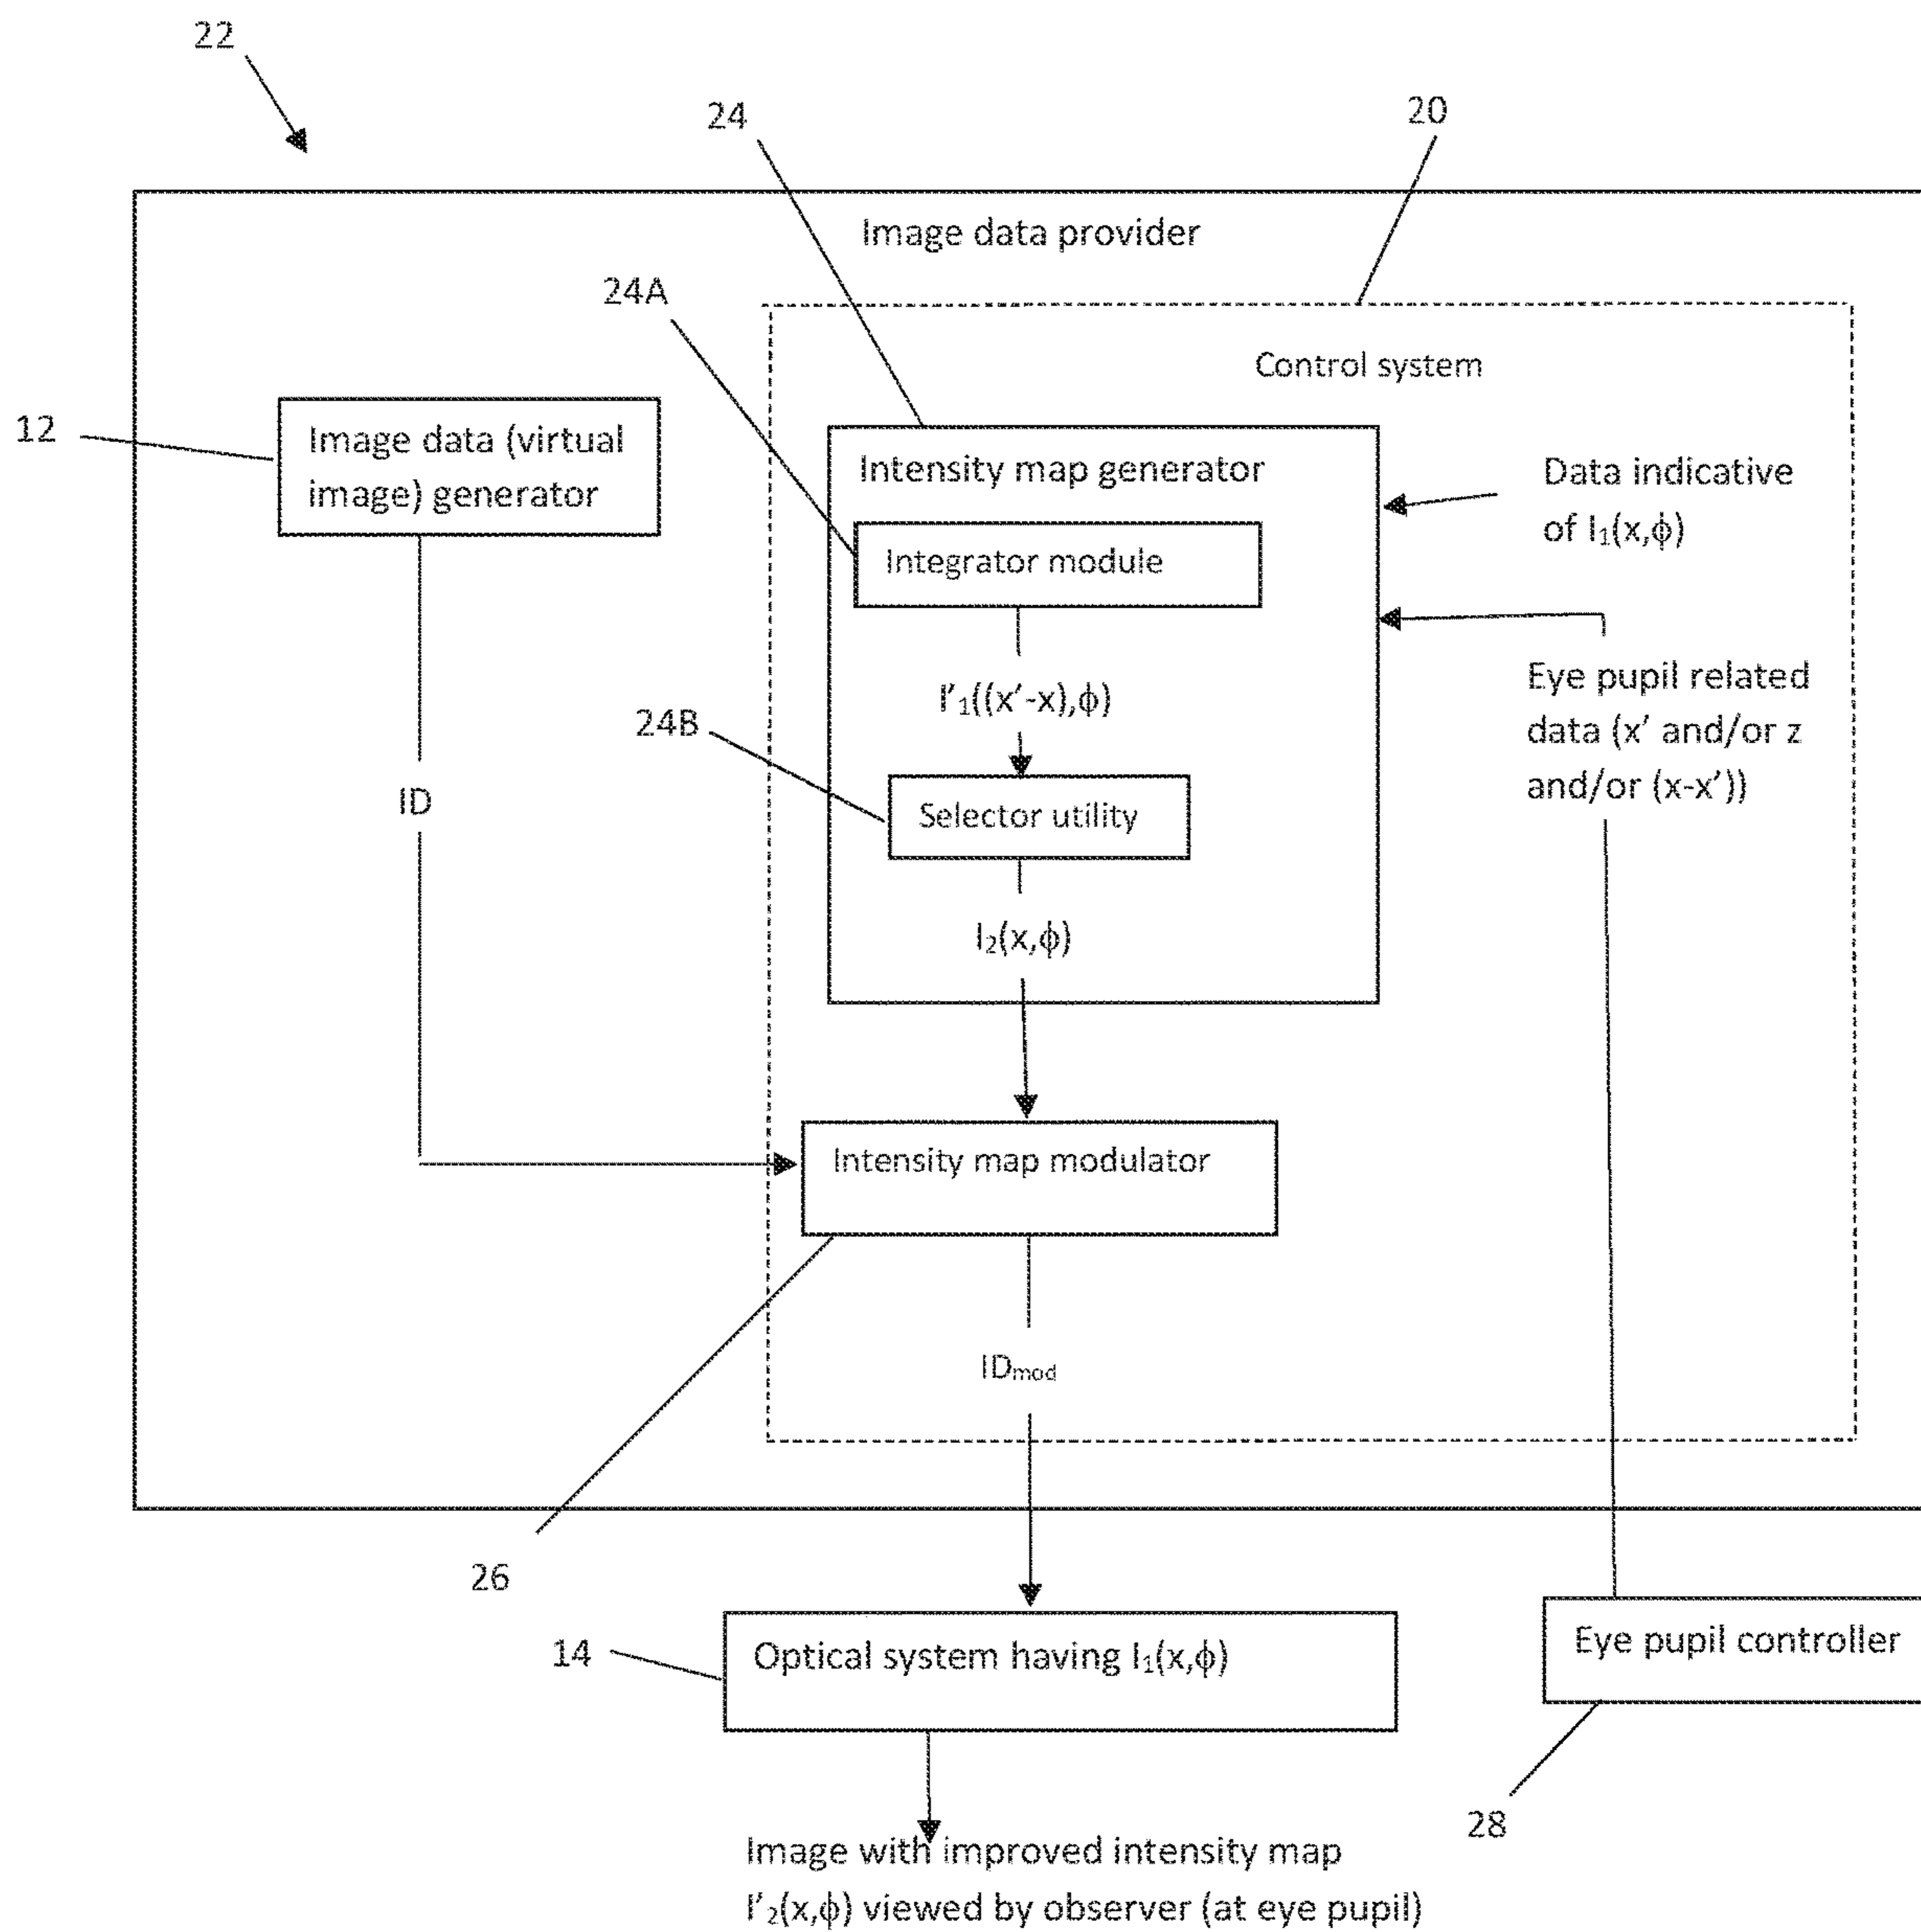 22
24
20
Image data provider
24A
Control system
12
Image data (virtual
image) generator
Intensity map generator
Data indicative
of I₁(x,ϕ)
Integrator module
I'₁((x'-x),ϕ)
Eye pupil related
data (x' and/or z
and/or (x-x'))
24B
ID
Selector utility
I₂(x,ϕ)
Intensity map modulator
ID_mod
26
14
Optical system having I₁(x,ϕ)
Eye pupil controller
28
Image with improved intensity map
I'₂(x,ϕ) viewed by observer (at eye pupil)